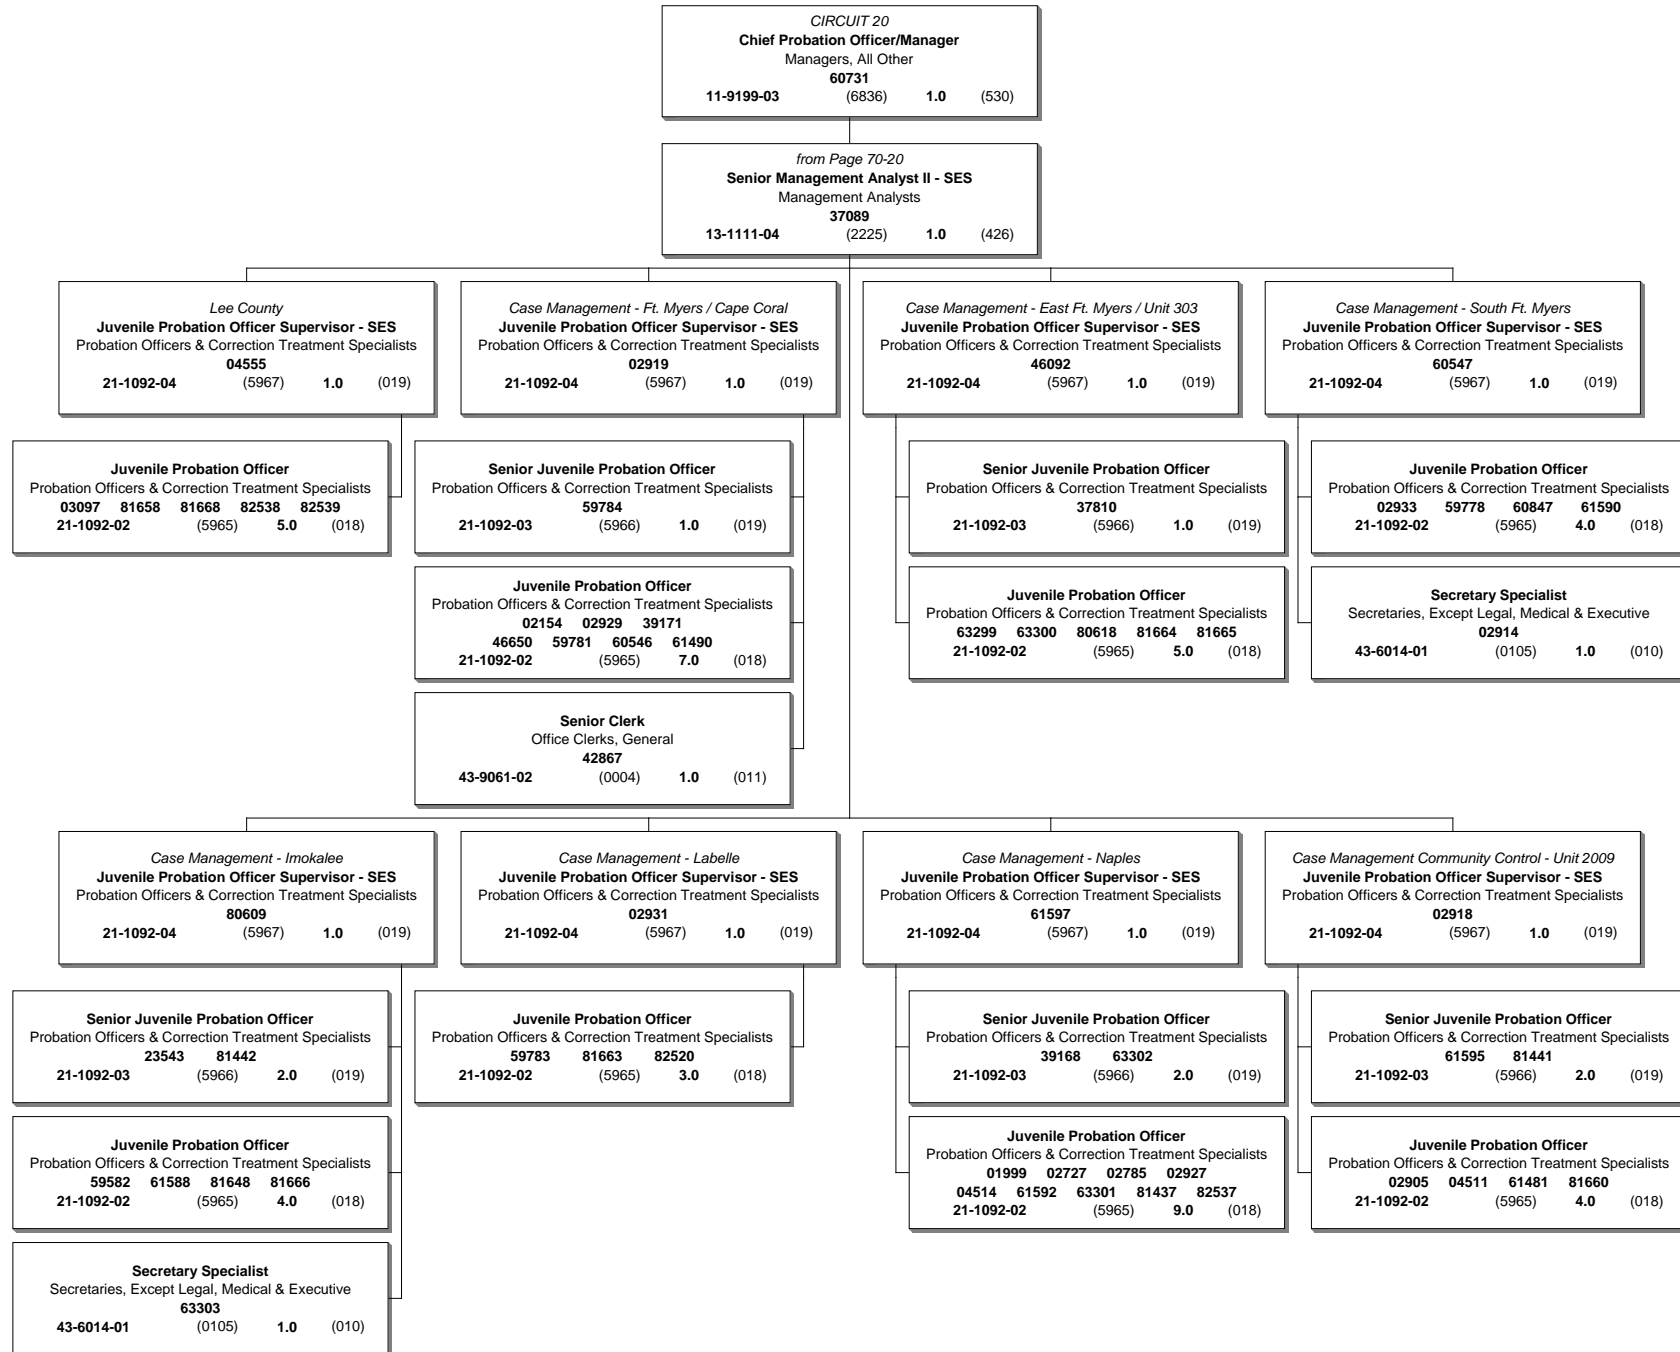 CIRCUIT 20
Chief Probation Officer/Manager
Managers, All Other
60731
11-9199-03 (6836) 1.0 (530)
from Page 70-20
Senior Management Analyst II - SES
Management Analysts
37089
13-1111-04 (2225) 1.0 (426)
Lee County
Juvenile Probation Officer Supervisor - SES
Probation Officers & Correction Treatment Specialists
04555
21-1092-04 (5967) 1.0 (019)
Juvenile Probation Officer
Probation Officers & Correction Treatment Specialists
03097 81658 81668 82538 82539
21-1092-02 (5965) 5.0 (018)
Case Management - Ft. Myers / Cape Coral
Juvenile Probation Officer Supervisor - SES
Probation Officers & Correction Treatment Specialists
02919
21-1092-04 (5967) 1.0 (019)
Senior Juvenile Probation Officer
Probation Officers & Correction Treatment Specialists
59784
21-1092-03 (5966) 1.0 (019)
Juvenile Probation Officer
Probation Officers & Correction Treatment Specialists
02154 02929 39171
46650 59781 60546 61490
21-1092-02 (5965) 7.0 (018)
Senior Clerk
Office Clerks, General
42867
43-9061-02 (0004) 1.0 (011)
Case Management - East Ft. Myers / Unit 303
Juvenile Probation Officer Supervisor - SES
Probation Officers & Correction Treatment Specialists
46092
21-1092-04 (5967) 1.0 (019)
Senior Juvenile Probation Officer
Probation Officers & Correction Treatment Specialists
37810
21-1092-03 (5966) 1.0 (019)
Juvenile Probation Officer
Probation Officers & Correction Treatment Specialists
63299 63300 80618 81664 81665
21-1092-02 (5965) 5.0 (018)
Case Management - South Ft. Myers
Juvenile Probation Officer Supervisor - SES
Probation Officers & Correction Treatment Specialists
60547
21-1092-04 (5967) 1.0 (019)
Juvenile Probation Officer
Probation Officers & Correction Treatment Specialists
02933 59778 60847 61590
21-1092-02 (5965) 4.0 (018)
Secretary Specialist
Secretaries, Except Legal, Medical & Executive
02914
43-6014-01 (0105) 1.0 (010)
Case Management - Imokalee
Juvenile Probation Officer Supervisor - SES
Probation Officers & Correction Treatment Specialists
80609
21-1092-04 (5967) 1.0 (019)
Senior Juvenile Probation Officer
Probation Officers & Correction Treatment Specialists
23543 81442
21-1092-03 (5966) 2.0 (019)
Juvenile Probation Officer
Probation Officers & Correction Treatment Specialists
59582 61588 81648 81666
21-1092-02 (5965) 4.0 (018)
Secretary Specialist
Secretaries, Except Legal, Medical & Executive
63303
43-6014-01 (0105) 1.0 (010)
Case Management - Labelle
Juvenile Probation Officer Supervisor - SES
Probation Officers & Correction Treatment Specialists
02931
21-1092-04 (5967) 1.0 (019)
Juvenile Probation Officer
Probation Officers & Correction Treatment Specialists
59783 81663 82520
21-1092-02 (5965) 3.0 (018)
Case Management - Naples
Juvenile Probation Officer Supervisor - SES
Probation Officers & Correction Treatment Specialists
61597
21-1092-04 (5967) 1.0 (019)
Senior Juvenile Probation Officer
Probation Officers & Correction Treatment Specialists
39168 63302
21-1092-03 (5966) 2.0 (019)
Juvenile Probation Officer
Probation Officers & Correction Treatment Specialists
01999 02727 02785 02927
04514 61592 63301 81437 82537
21-1092-02 (5965) 9.0 (018)
Case Management Community Control - Unit 2009
Juvenile Probation Officer Supervisor - SES
Probation Officers & Correction Treatment Specialists
02918
21-1092-04 (5967) 1.0 (019)
Senior Juvenile Probation Officer
Probation Officers & Correction Treatment Specialists
61595 81441
21-1092-03 (5966) 2.0 (019)
Juvenile Probation Officer
Probation Officers & Correction Treatment Specialists
02905 04511 61481 81660
21-1092-02 (5965) 4.0 (018)